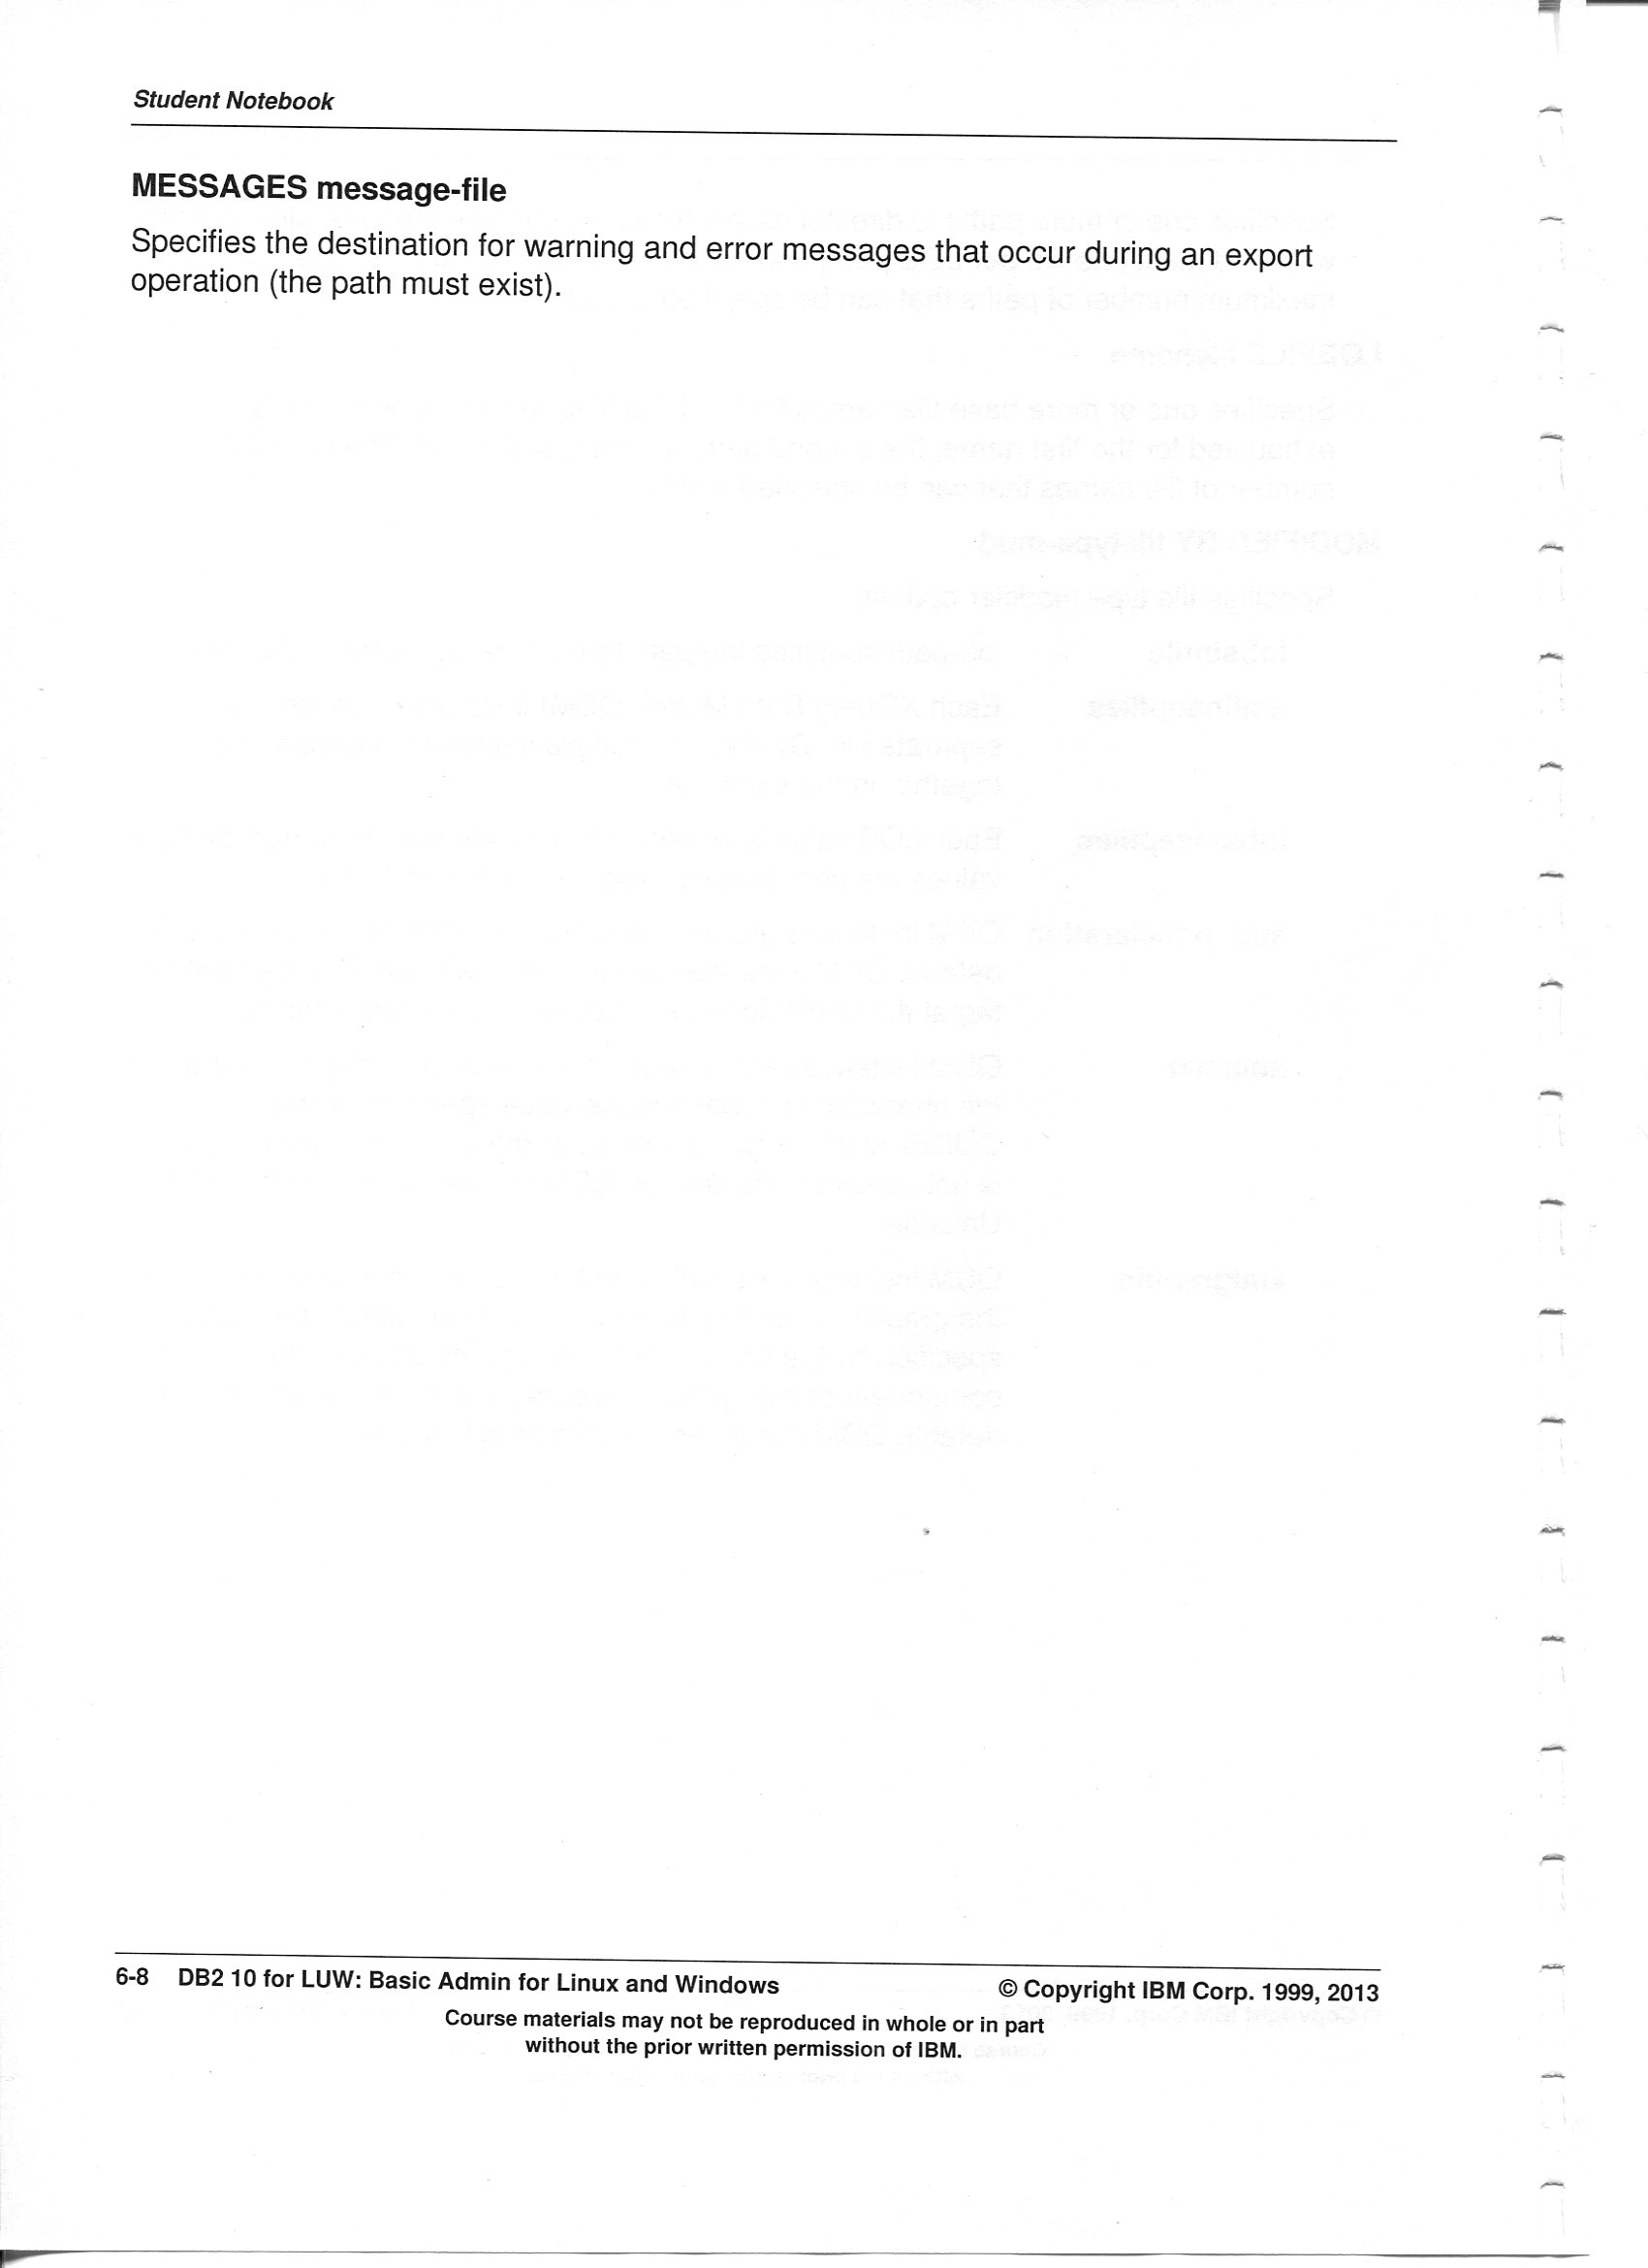 Student Notebook
MESSAGES message-file
Specifies the destination for warning and error messages that occur during an export
operation (the path must exist).
6-8 DB2 10 for LUW: Basic Admin for Linux and Windows © Copyright IBM Corp. 1999, 2013
Course materials may not be reproduced in whole or in part
without the prior written permission of IBM.